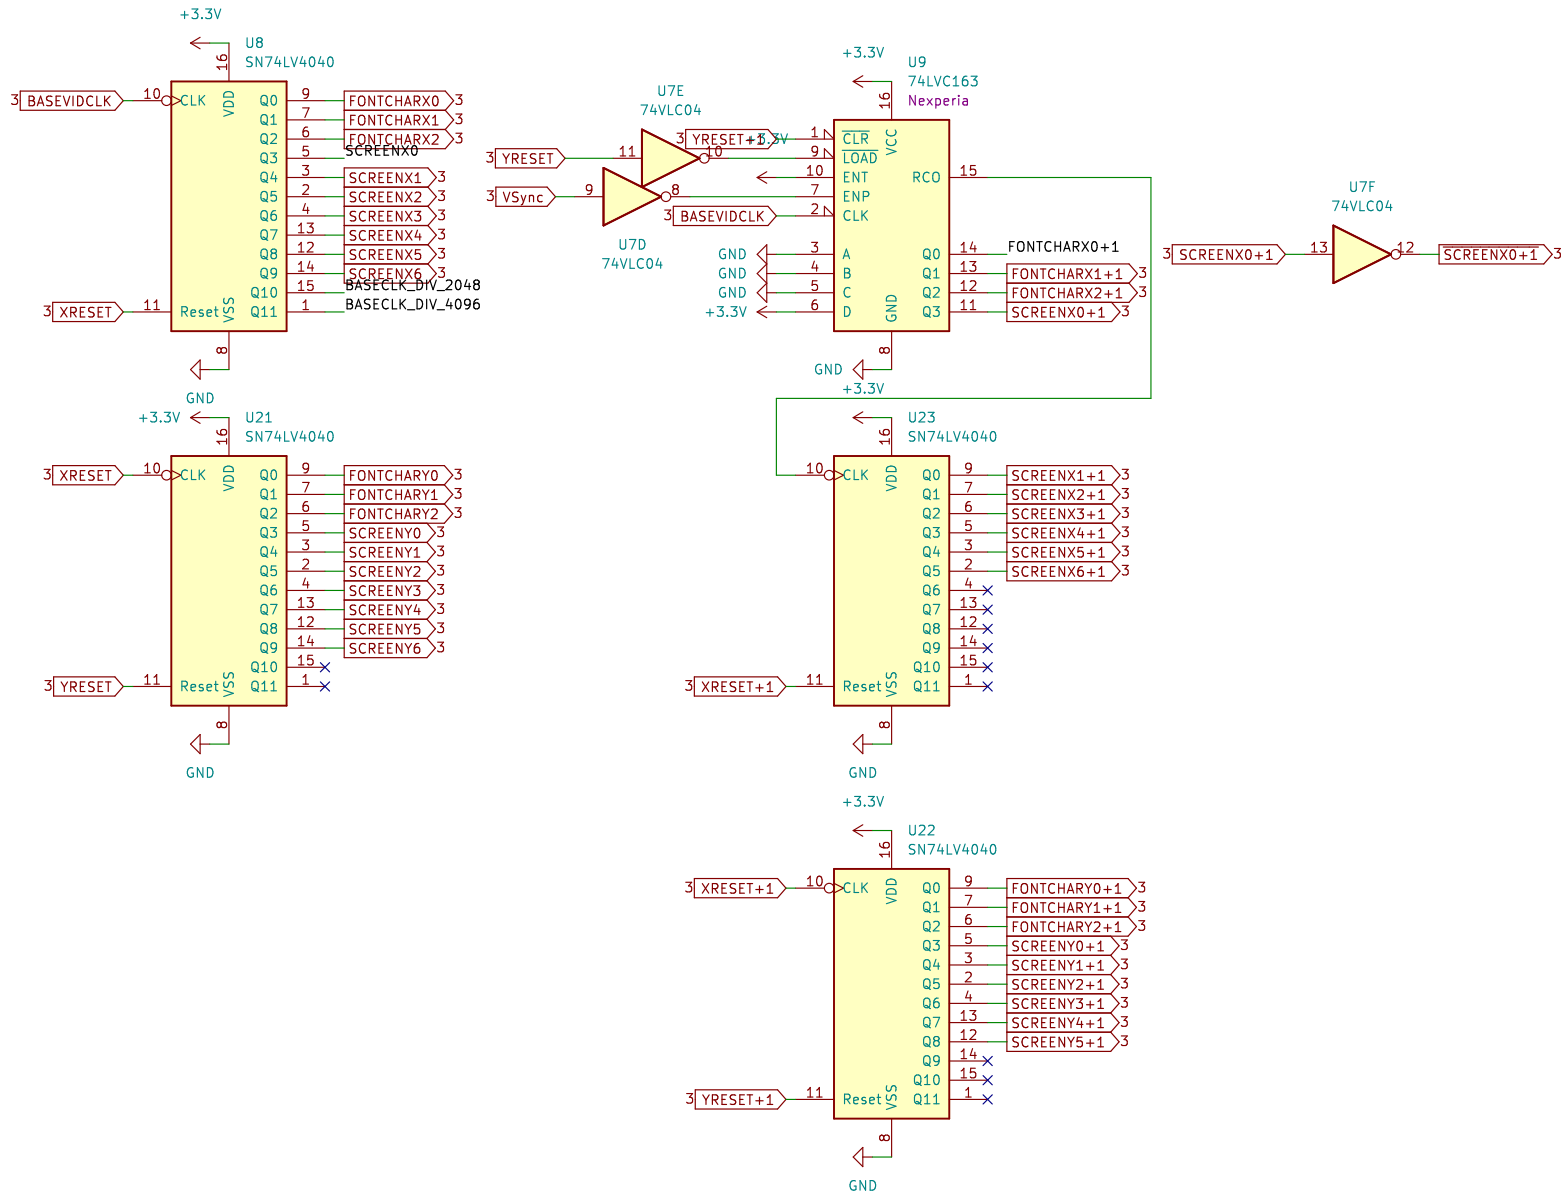 +3.3V
U8
SN74LV4040
16
3 BASEVIDCLK 10 CLK VDD Q0 9 FONTCHARX0 3
Q1 7 FONTCHARX1 3
Q2 6 FONTCHARX2 3
Q3 5 SCREENX0
Q4 3 SCREENX1 3
Q5 2 SCREENX2 3
Q6 4 SCREENX3 3
Q7 13 SCREENX4 3
Q8 12 SCREENX5 3
Q9 14 SCREENX6 3
Q10 15 BASECLK_DIV_2048
3 XRESET 11 Reset VSS Q11 1 BASECLK_DIV_4096
8
GND
+3.3V
U21
SN74LV4040
16
3 XRESET 10 CLK VDD Q0 9 FONTCHARY0 3
Q1 7 FONTCHARY1 3
Q2 6 FONTCHARY2 3
Q3 5 SCREENY0 3
Q4 3 SCREENY1 3
Q5 2 SCREENY2 3
Q6 4 SCREENY3 3
Q7 13 SCREENY4 3
Q8 12 SCREENY5 3
Q9 14 SCREENY6 3
Q10 15
3 YRESET 11 Reset VSS Q11 1
8
GND
U7E
74VLC04
3 YRESET 11 10
3 VSync 9 8
U7D
74VLC04
+3.3V
U9
74LVC163
Nexperia
16
3 YRESET+1 1 CLR VCC
9 LOAD
+3.3V 10 ENT RCO 15
7 ENP
3 BASEVIDCLK 2 CLK
GND 3 A Q0 14 FONTCHARX0+1
GND 4 B Q1 13 FONTCHARX1+1 3
GND 5 C Q2 12 FONTCHARX2+1 3
+3.3V 6 D GND Q3 11 SCREENX0+1 3
8
GND
U7F
74VLC04
3 SCREENX0+1 13 12 SCREENX0+1 3
+3.3V
U23
SN74LV4040
16
10 CLK VDD Q0 9 SCREENX1+1 3
Q1 7 SCREENX2+1 3
Q2 6 SCREENX3+1 3
Q3 5 SCREENX4+1 3
Q4 3 SCREENX5+1 3
Q5 2 SCREENX6+1 3
Q6 4
Q7 13
Q8 12
Q9 14
Q10 15
3 XRESET+1 11 Reset VSS Q11 1
8
GND
+3.3V
U22
SN74LV4040
16
3 XRESET+1 10 CLK VDD Q0 9 FONTCHARY0+1 3
Q1 7 FONTCHARY1+1 3
Q2 6 FONTCHARY2+1 3
Q3 5 SCREENY0+1 3
Q4 3 SCREENY1+1 3
Q5 2 SCREENY2+1 3
Q6 4 SCREENY3+1 3
Q7 13 SCREENY4+1 3
Q8 12 SCREENY5+1 3
Q9 14
Q10 15
3 YRESET+1 11 Reset VSS Q11 1
8
GND